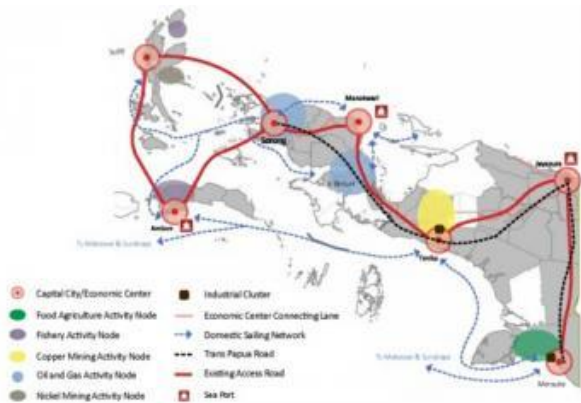 Sofifi
Manokwari
Sorong
Jayapura
Ambon
Timika
To Makassar & Surabaya
To Makassar & Surabaya
Merauke
Capital City/Economic Center
Food Agriculture Activity Node
Fishery Activity Node
Copper Mining Activity Node
Oil and Gas Activity Node
Nickel Mining Activity Node
Industrial Cluster
Economic Center Connecting Lane
Domestic Sailing Network
Trans Papua Road
Existing Access Road
Sea Port